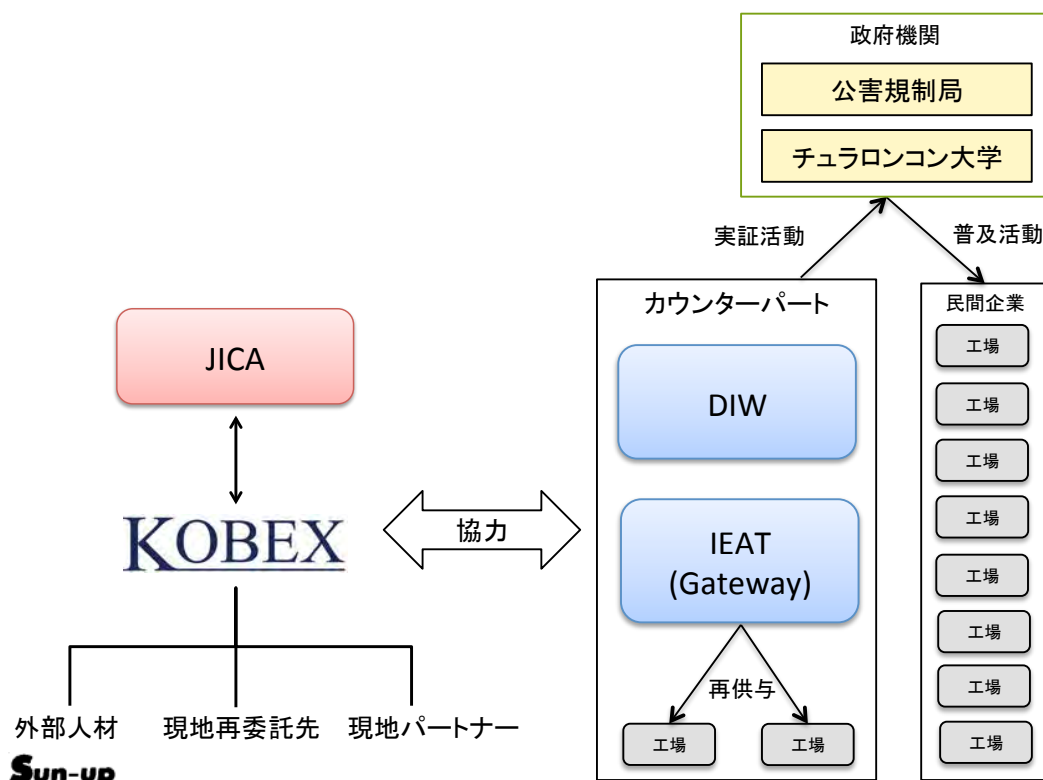 政府機関
公害規制局
チュラロンコン大学
実証活動
普及活動
カウンターパート
民間企業
JICA
DIW
KOBEX
協力
IEAT
(Gateway)
再供与
工場
工場
外部人材
現地再委託先
現地パートナー
Sun-up
工場
工場
工場
工場
工場
工場
工場
工場